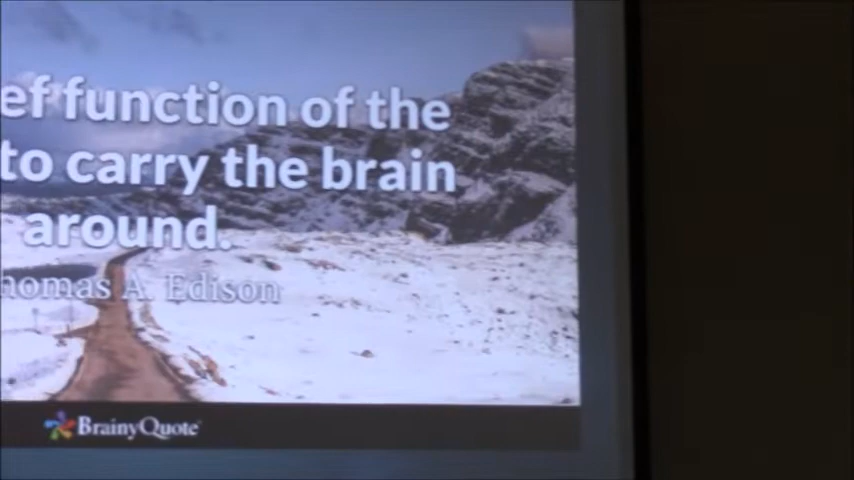 ef function of the
to carry the brain
around.
homas A. Edison
BrainyQuote